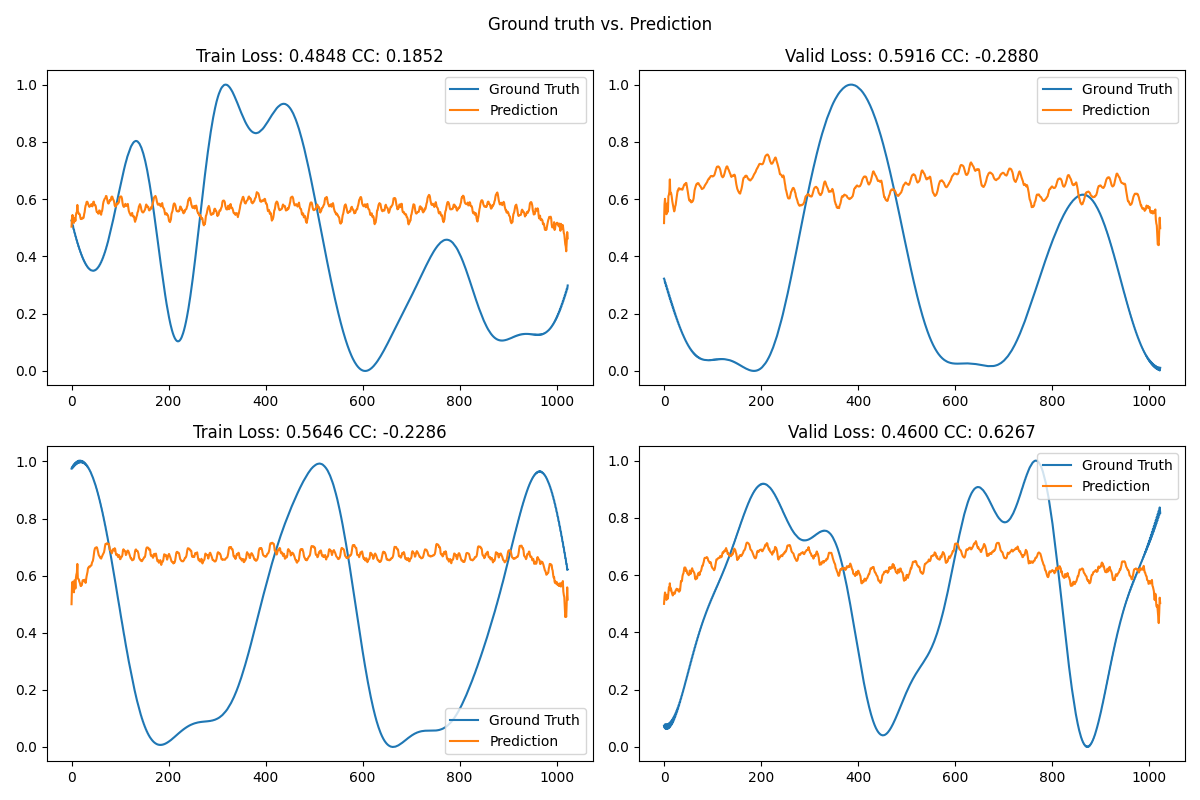 Ground truth vs. Prediction
Train Loss: 0.4848 CC: 0.1852
1.0
0.8
0.6
0.4
0.2
0.0
0 200 400 600 800 1000
Ground Truth
Prediction
Valid Loss: 0.5916 CC: -0.2880
1.0
0.8
0.6
0.4
0.2
0.0
0 200 400 600 800 1000
Ground Truth
Prediction
Train Loss: 0.5646 CC: -0.2286
1.0
0.8
0.6
0.4
0.2
0.0
0 200 400 600 800 1000
Ground Truth
Prediction
Valid Loss: 0.4600 CC: 0.6267
1.0
0.8
0.6
0.4
0.2
0.0
0 200 400 600 800 1000
Ground Truth
Prediction